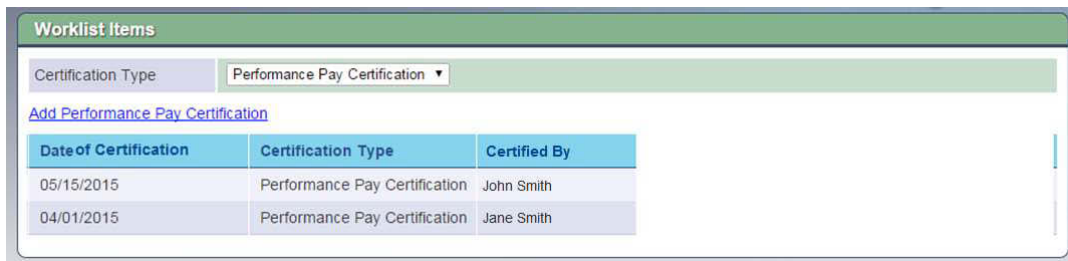 Worklist Items
Certification Type Performance Pay Certification
Add Performance Pay Certification
Date of Certification Certification Type Certified By
05/15/2015 Performance Pay Certification John Smith
04/01/2015 Performance Pay Certification Jane Smith